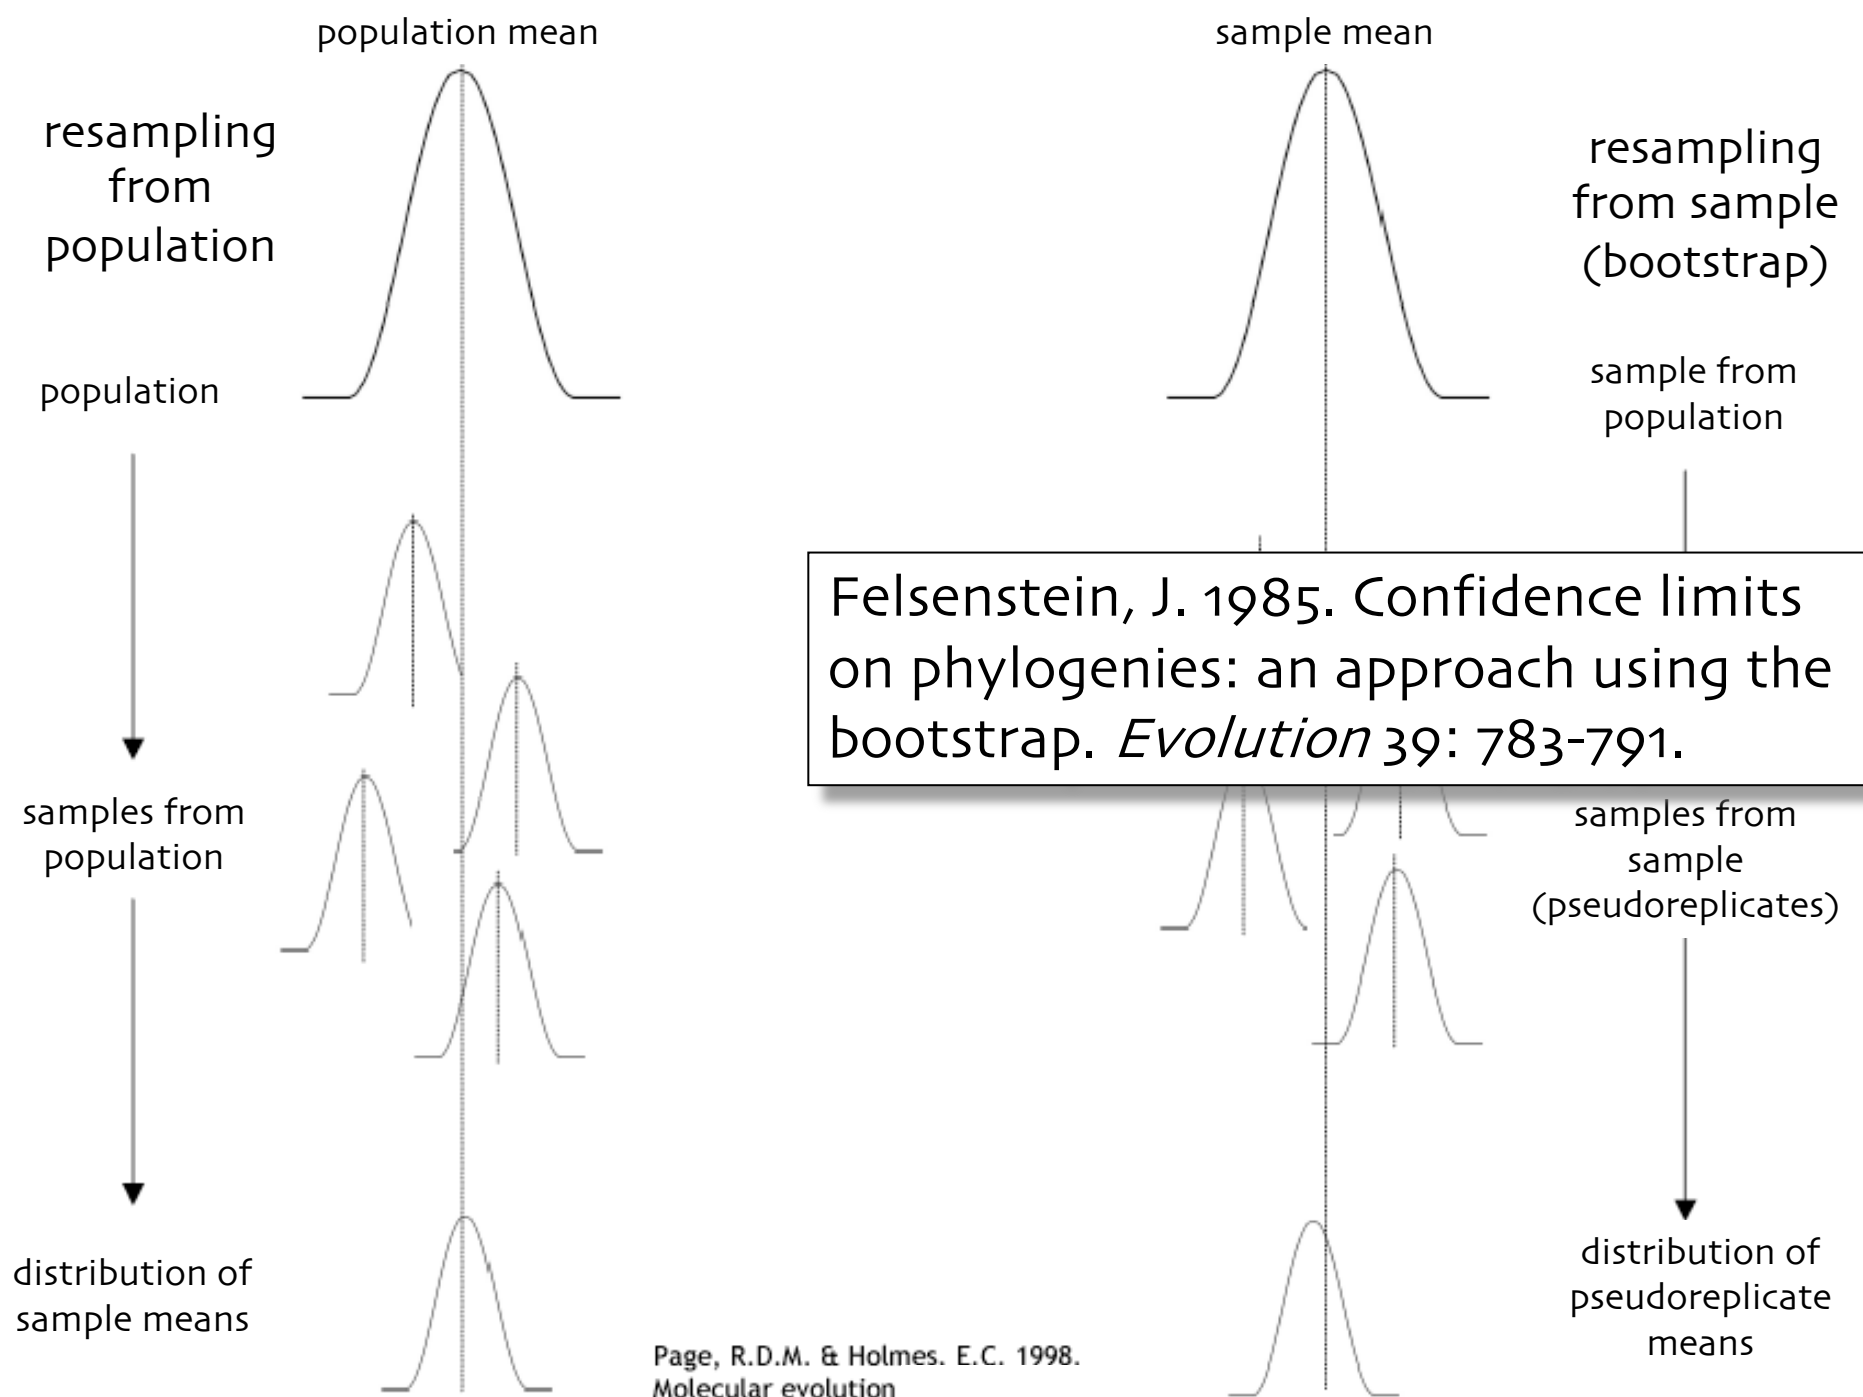 population mean
resampling
from
population
population
samples from
population
distribution of
sample means
sample mean
resampling
from sample
(bootstrap)
sample from
population
Felsenstein, J. 1985. Confidence limits
on phylogenies: an approach using the
bootstrap. Evolution 39: 783-791.
samples from
sample
(pseudoreplicates)
distribution of
pseudoreplicate
means
Page, R.D.M. & Holmes. E.C. 1998.
Molecular evolution